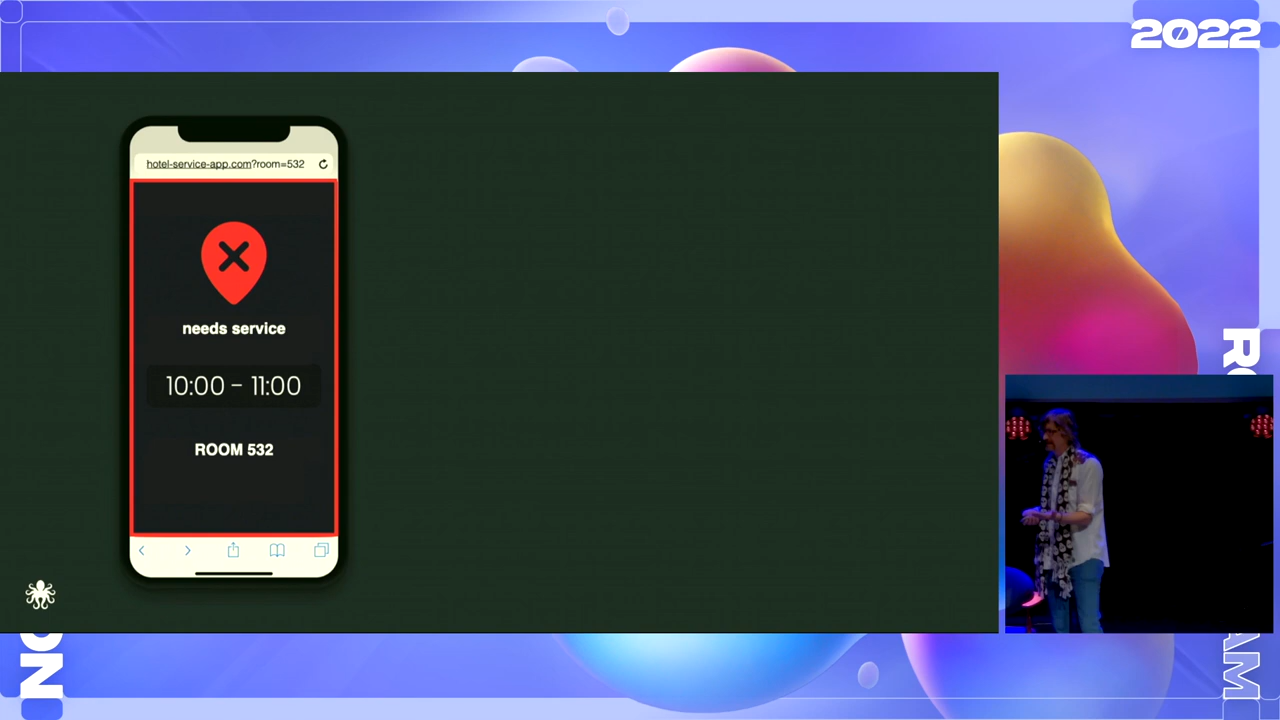 2022
hotel-service-app.com?room=532
needs service
10:00 – 11:00
ROOM 532